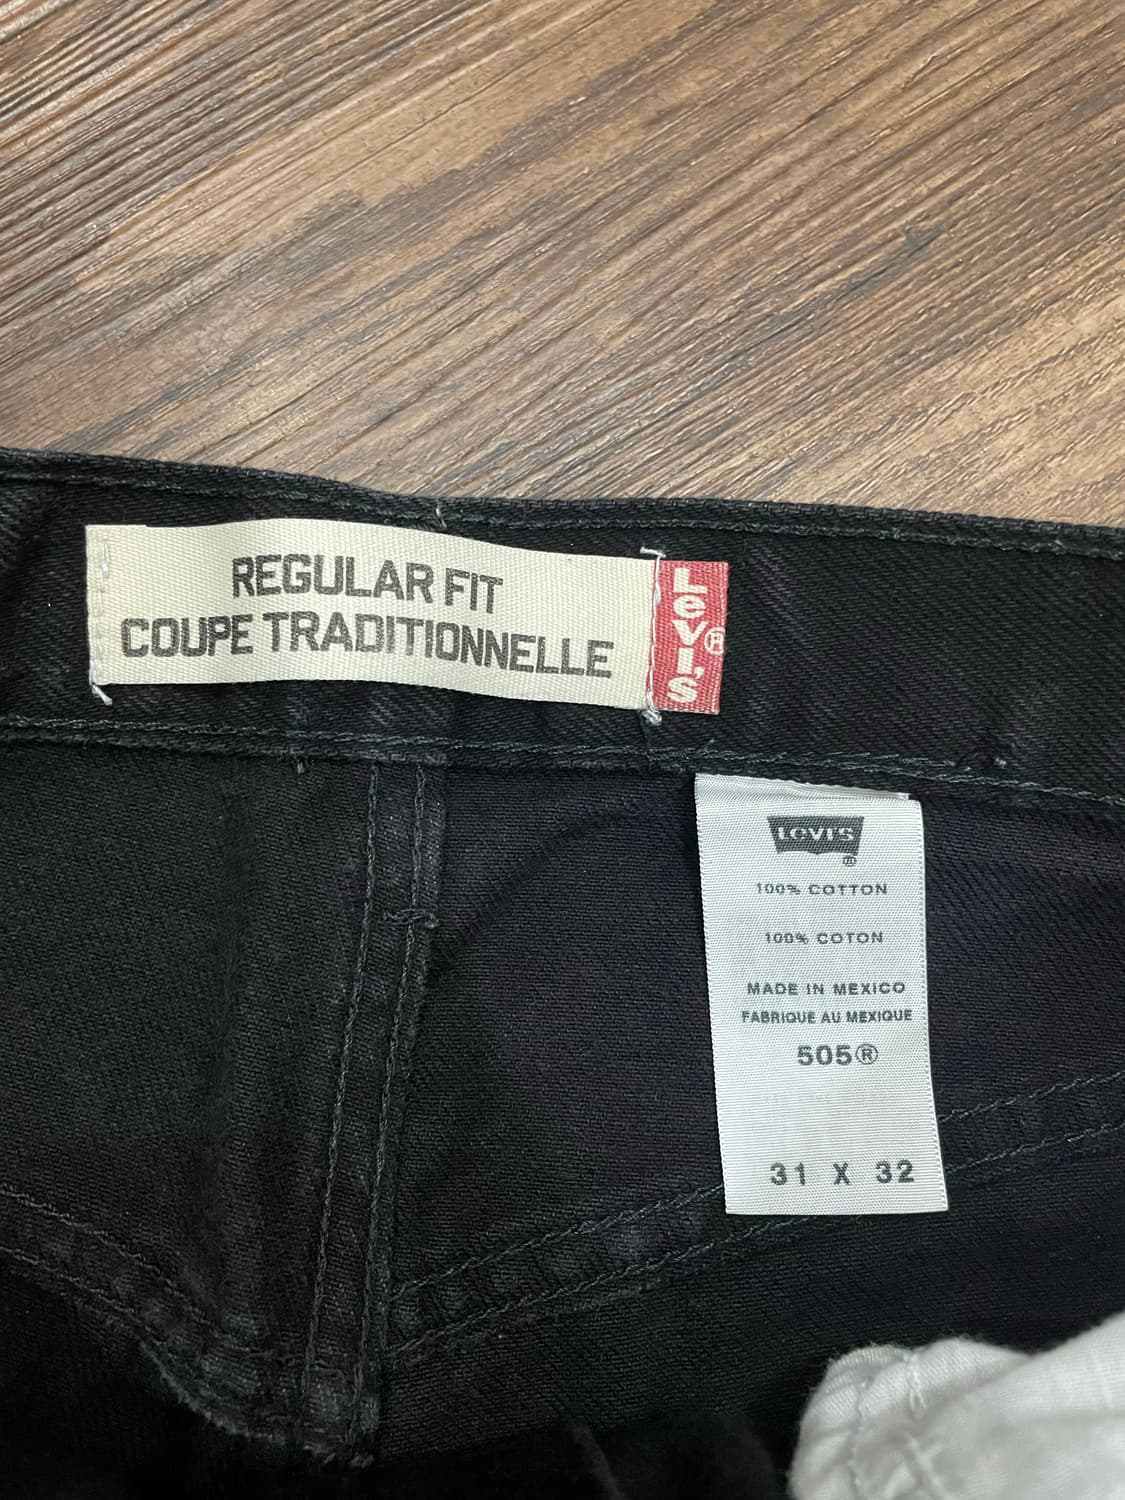 REGULAR FIT
COUPE TRADITIONNELLE
LeVI'S®
LEVI'S®
100% COTTON
100% COTON
MADE IN MEXICO
FABRIQUE AU MEXIQUE
505®
31 X 32